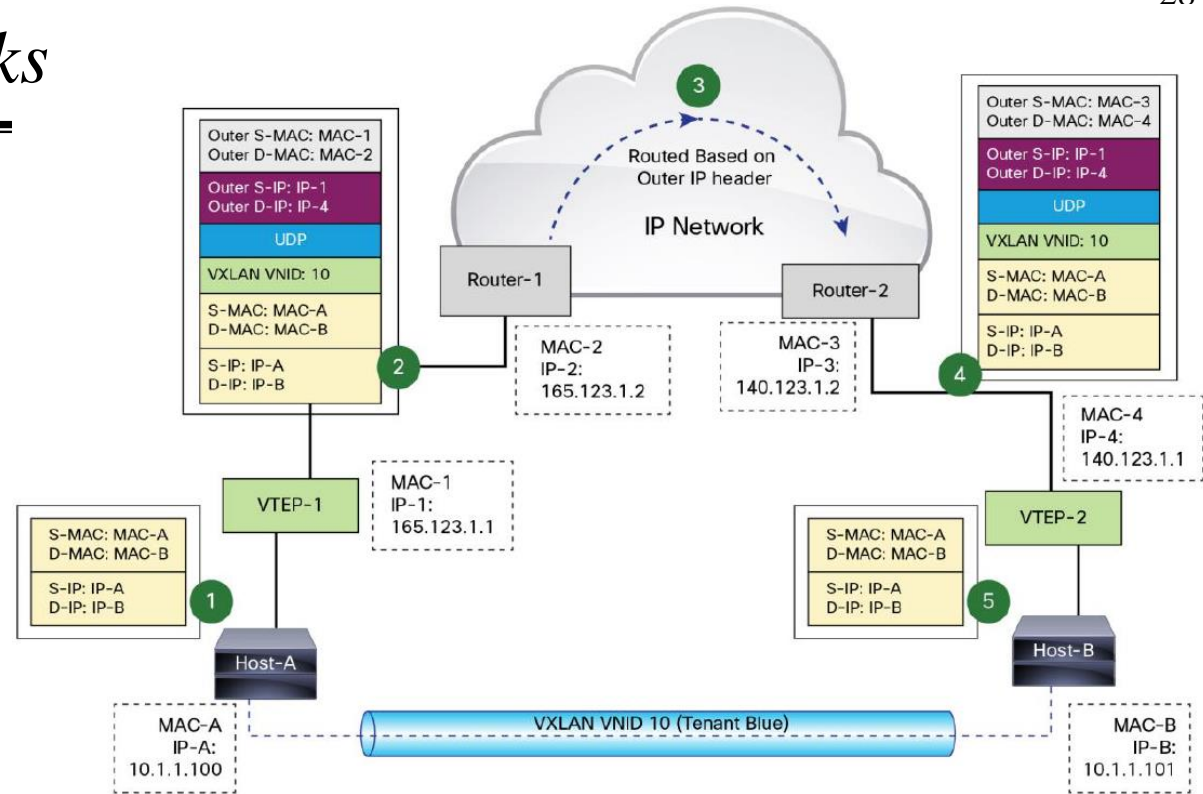 ks
Outer S-MAC: MAC-1
Outer D-MAC: MAC-2
Outer S-IP: IP-1
Outer D-IP: IP-4
UDP
VXLAN VNID: 10
S-MAC: MAC-A
D-MAC: MAC-B
S-IP: IP-A
D-IP: IP-B
2
3
Routed Based on
Outer IP header
IP Network
Router-1
Router-2
Outer S-MAC: MAC-3
Outer D-MAC: MAC-4
Outer S-IP: IP-1
Outer D-IP: IP-4
UDP
VXLAN VNID: 10
S-MAC: MAC-A
D-MAC: MAC-B
S-IP: IP-A
D-IP: IP-B
4
MAC-2
IP-2:
165.123.1.2
MAC-3
IP-3:
140.123.1.2
MAC-4
IP-4:
140.123.1.1
VTEP-1
MAC-1
IP-1:
165.123.1.1
VTEP-2
S-MAC: MAC-A
D-MAC: MAC-B
S-IP: IP-A
D-IP: IP-B
1
S-MAC: MAC-A
D-MAC: MAC-B
S-IP: IP-A
D-IP: IP-B
5
Host-A
Host-B
MAC-A
IP-A:
10.1.1.100
VXLAN VNID 10 (Tenant Blue)
MAC-B
IP-B:
10.1.1.101